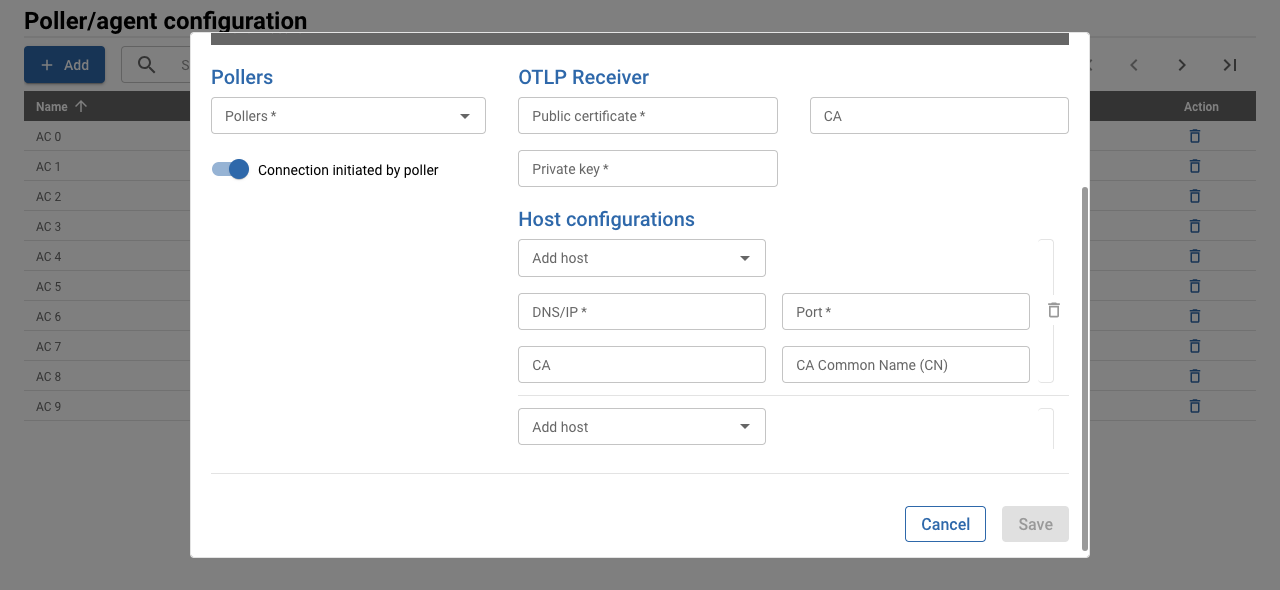 Poller/agent configuration
Add
S
Name
Action
AC 0
AC 1
AC 2
AC 3
AC 4
AC 5
AC 6
AC 7
AC 8
AC 9
Pollers
Pollers *
Connection initiated by poller
OTLP Receiver
Public certificate *
CA
Private key *
Host configurations
Add host
DNS/IP *
Port *
CA
CA Common Name (CN)
Add host
Cancel
Save